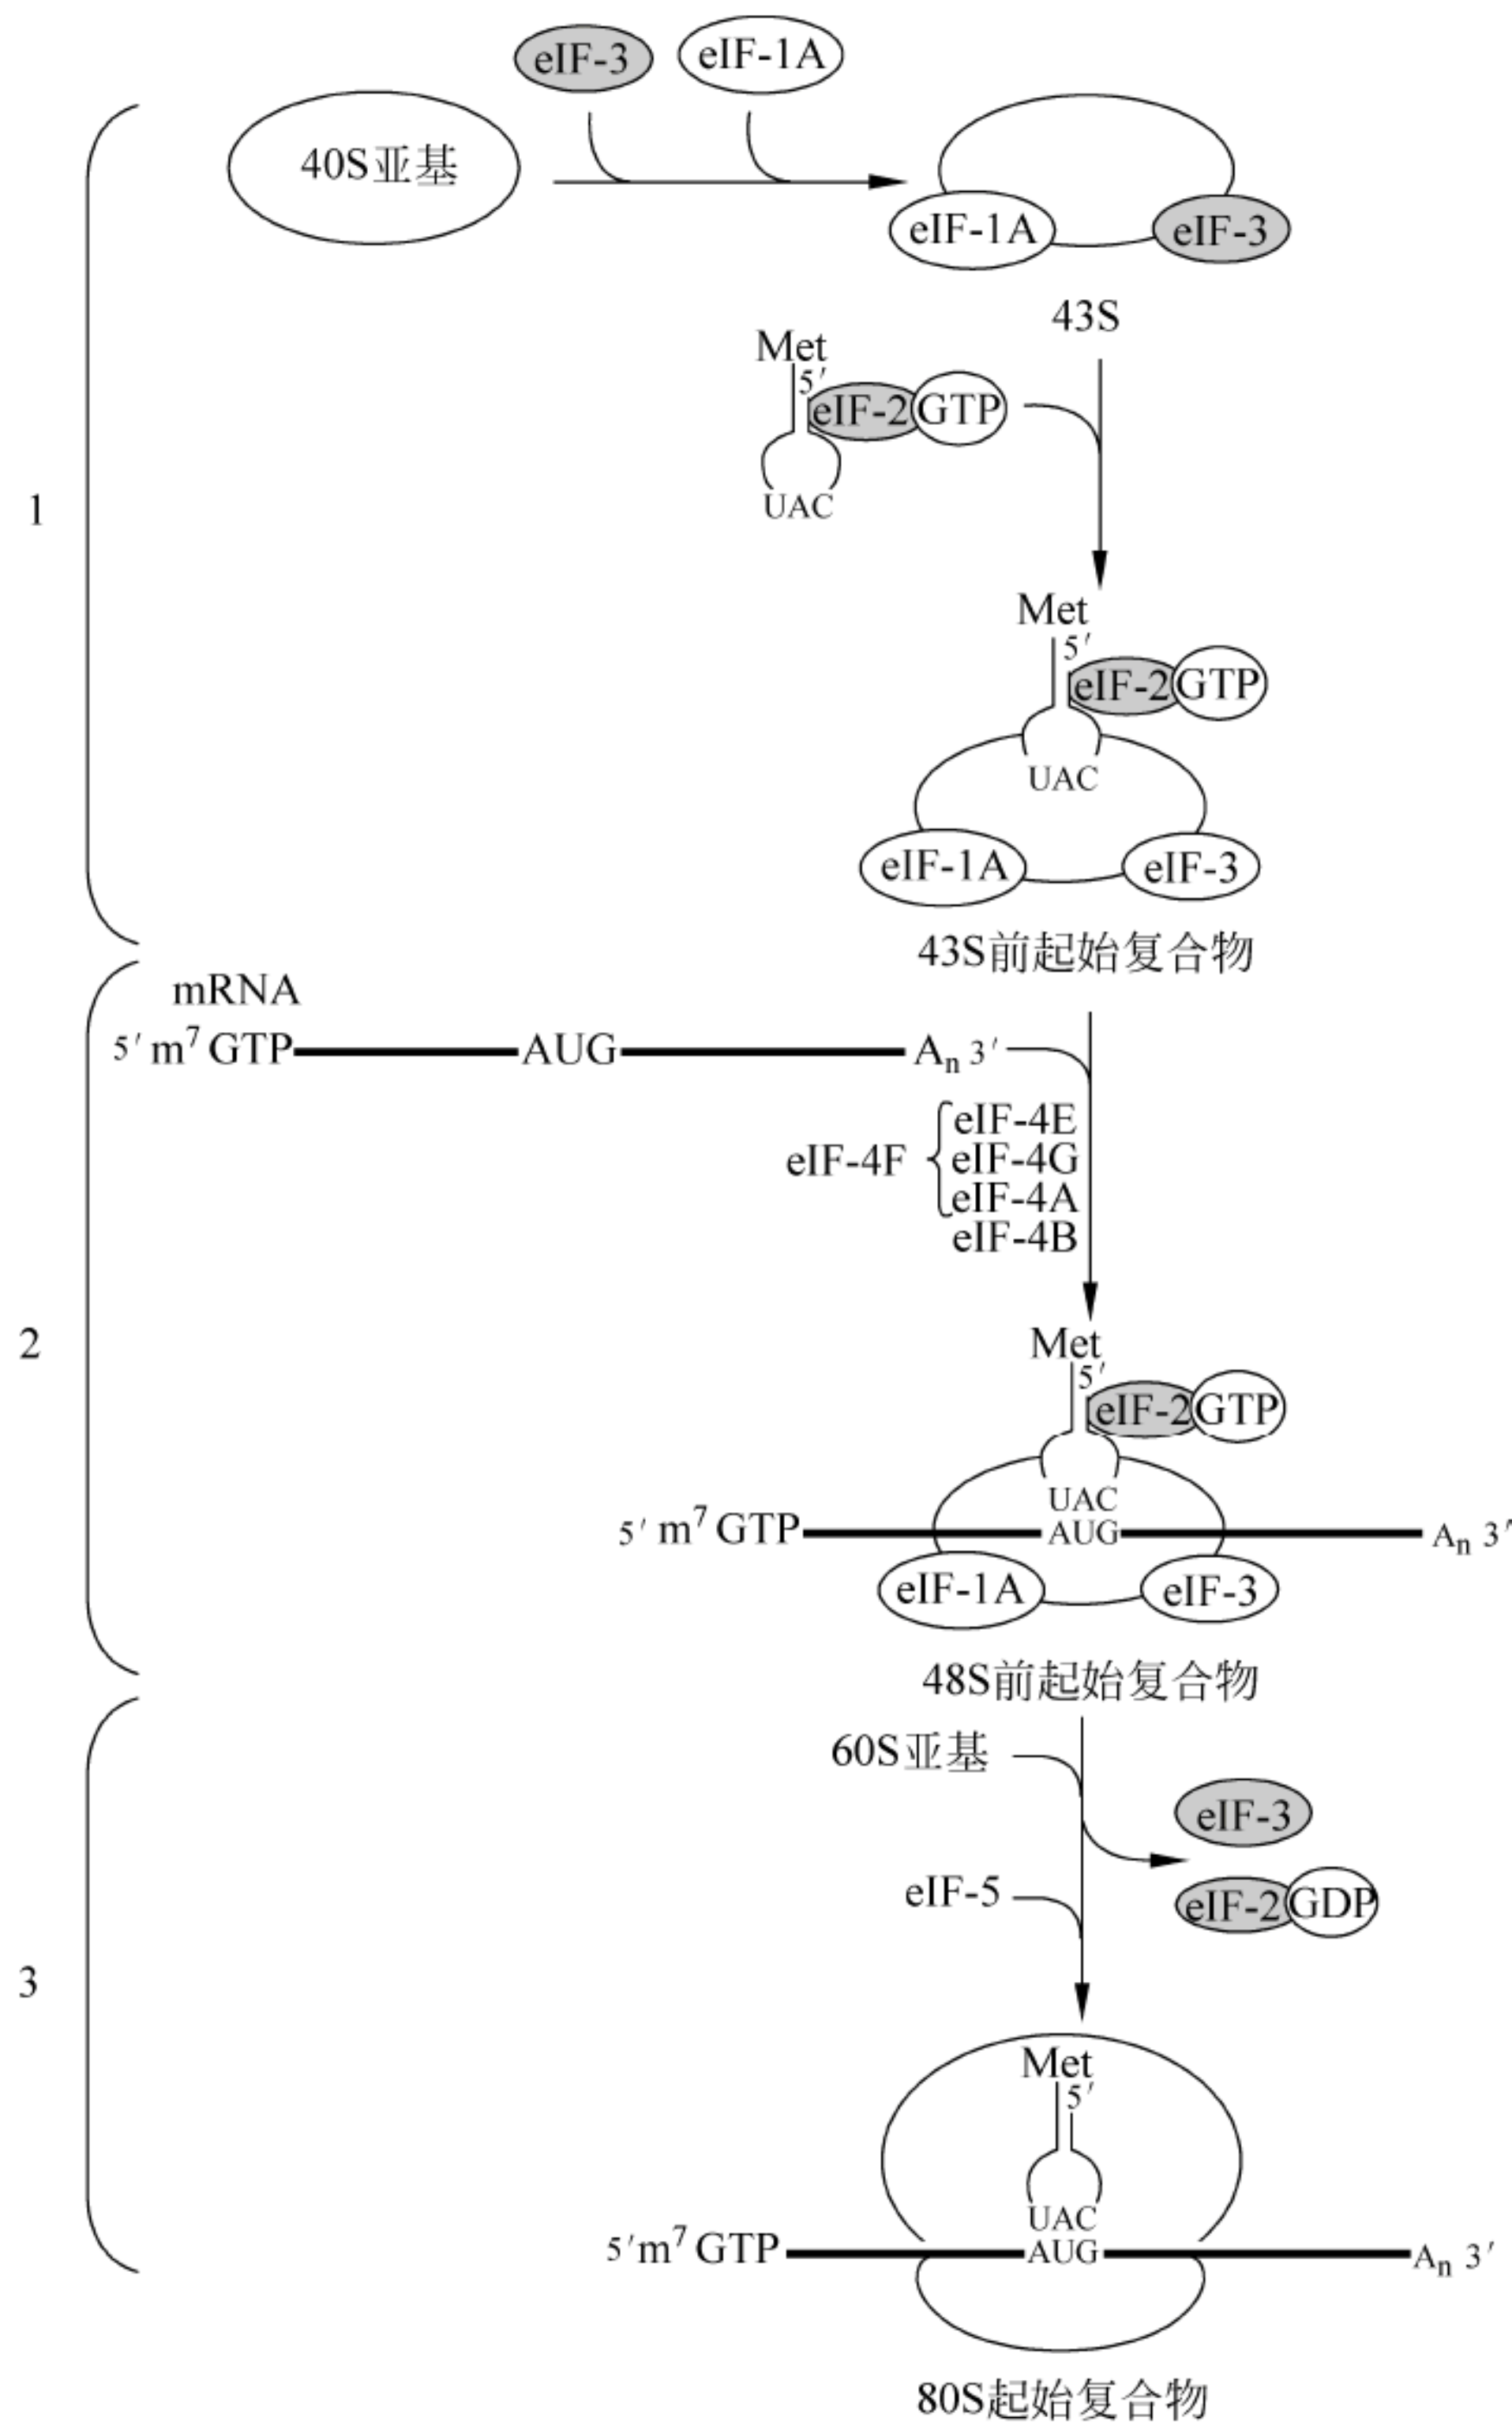 eIF-3 eIF-1A
40S亚基
eIF-1A eIF-3
43S
Met
5′
eIF-2 GTP
UAC
1
Met
5′
eIF-2 GTP
UAC
eIF-1A eIF-3
43S前起始复合物
mRNA
5′ m⁷ GTP AUG Aₙ 3′
eIF-4E
eIF-4F eIF-4G
eIF-4A
eIF-4B
2
Met
5′
eIF-2 GTP
UAC
5′ m⁷ GTP AUG Aₙ 3′
eIF-1A eIF-3
48S前起始复合物
60S亚基
eIF-3
eIF-5 eIF-2 GDP
3
Met
5′
UAC
5′m⁷ GTP AUG Aₙ 3′
80S起始复合物